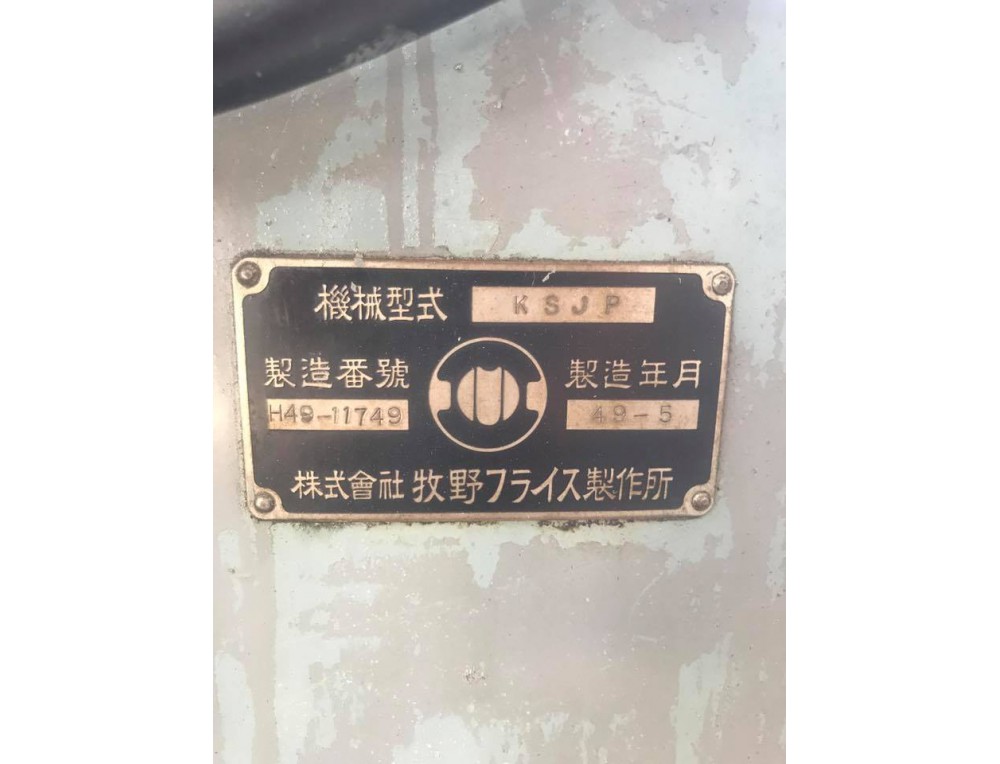 機械型式 KSJP
製造番號 製造年月
H49-11749 49-5
株式會社 牧野フライス製作所